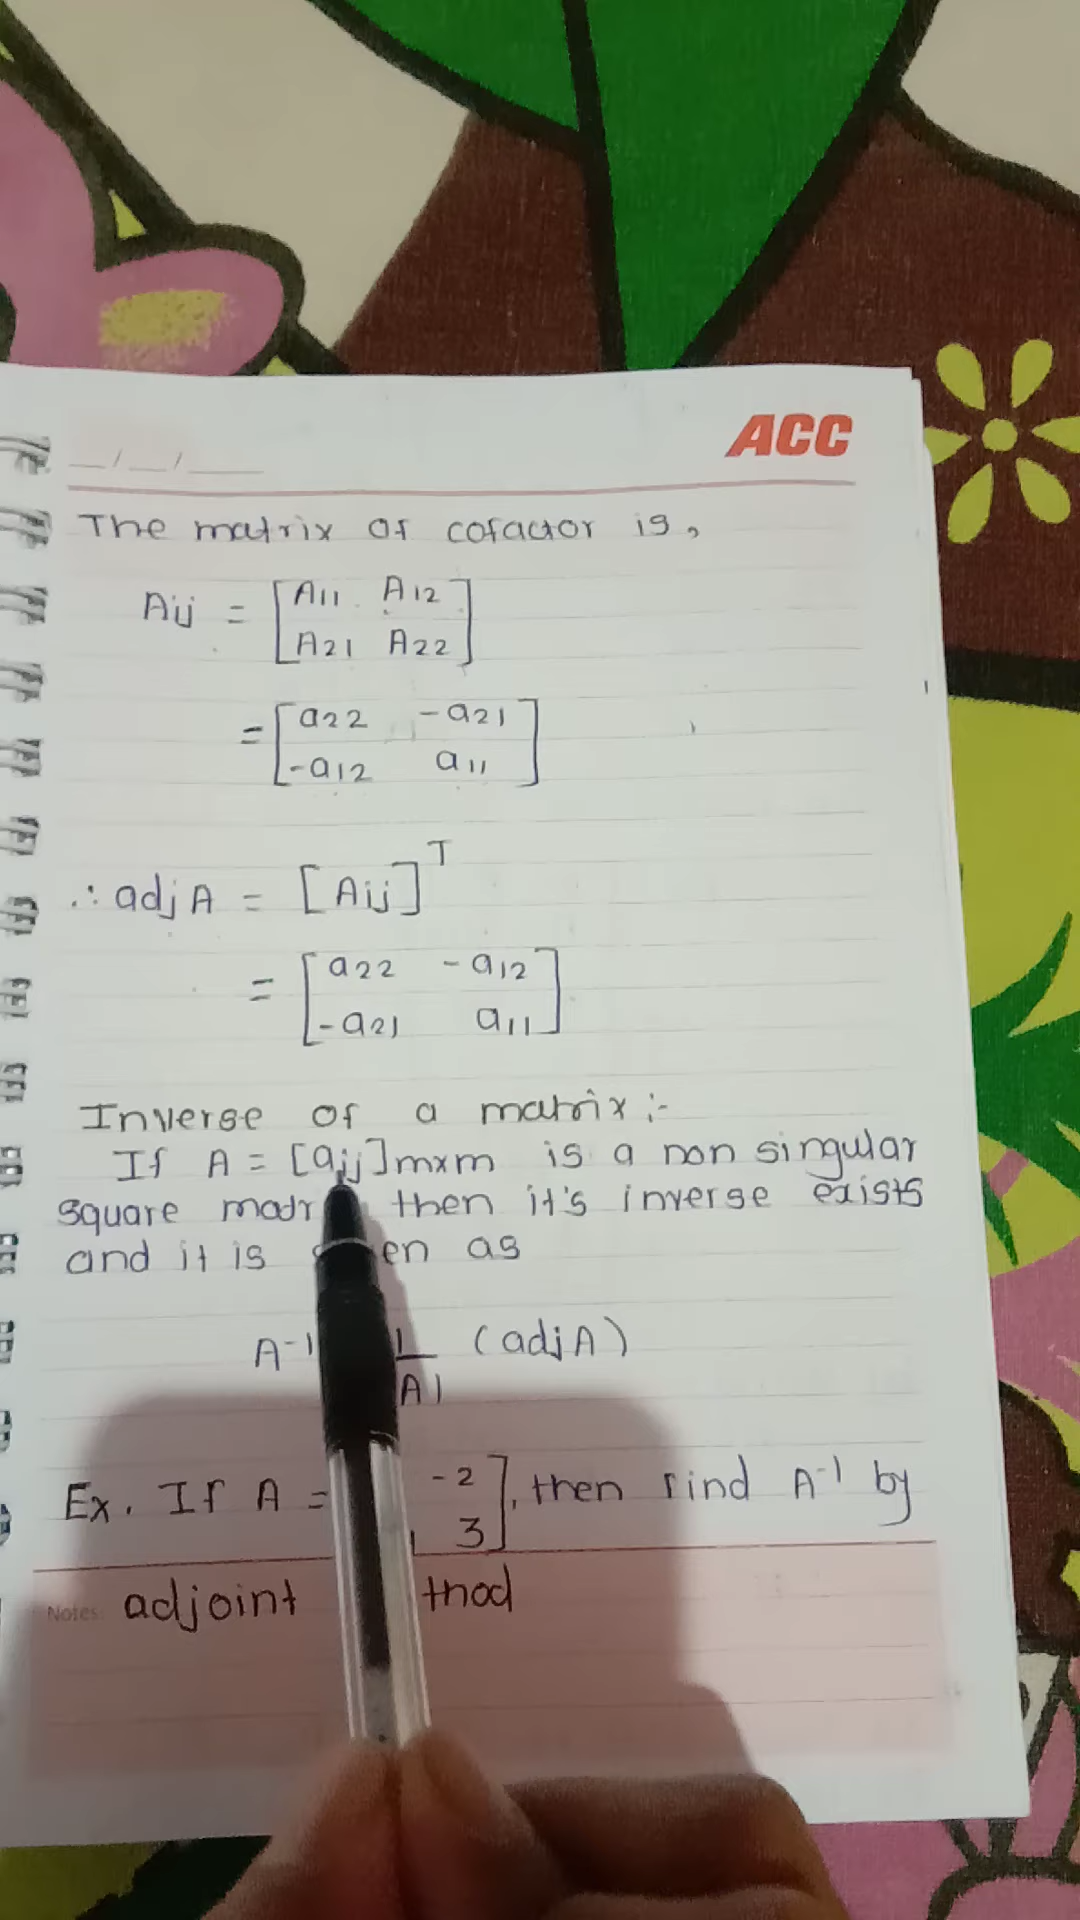 ACC
The matrix of cofactor is,
Aij = [A11 A12
A21 A22]
= [a22 -a21
-a12 a11]
∴ adj A = [Aij]T
= [a22 -a12
-a21 a11]
Inverse of a matrix :-
If A = [aij]mxm is a non singular
square then it's inverse exists
and it is as
A-1 1 (adj A)
A|
Ex. If A = -2], then find A-1 by
3]
Notes adjoint